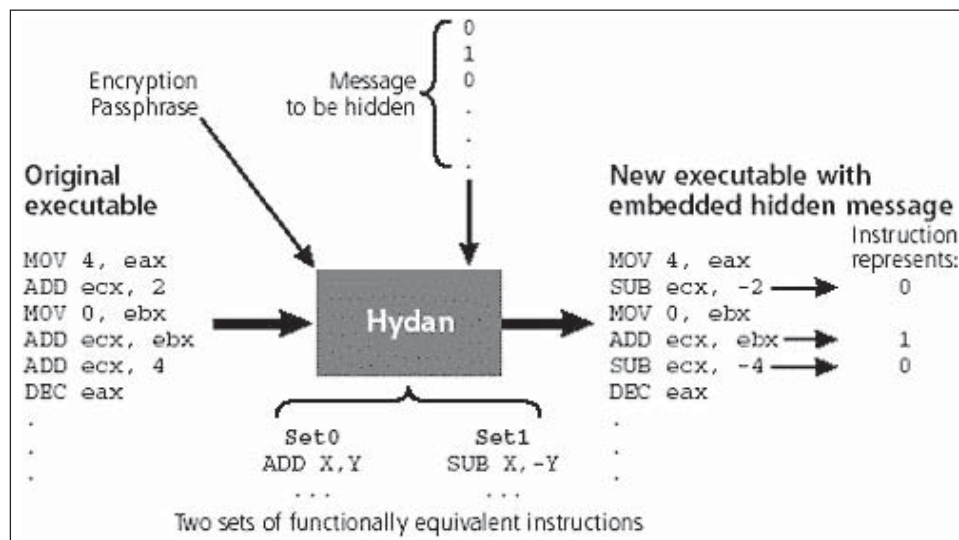 0
1
0
.
.
.
Encryption
Passphrase
Message
to be hidden
Original
executable
MOV 4, eax
ADD ecx, 2
MOV 0, ebx
ADD ecx, ebx
ADD ecx, 4
DEC eax
.
.
.
Hydan
Set0
ADD X,Y
...
Set1
SUB X,-Y
...
Two sets of functionally equivalent instructions
New executable with
embedded hidden message
Instruction
represents:
MOV 4, eax
SUB ecx, -2 0
MOV 0, ebx
ADD ecx, ebx 1
SUB ecx, -4 0
DEC eax
.
.
.